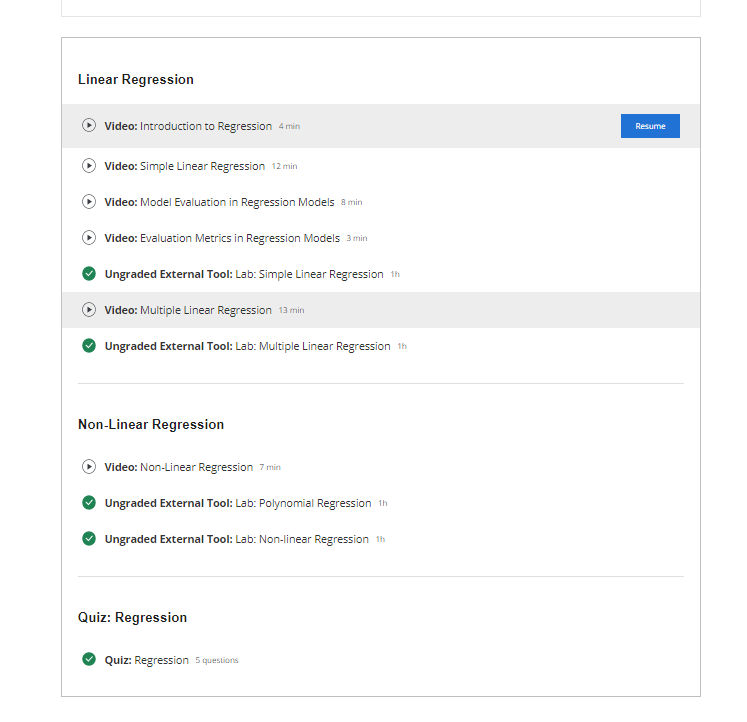 Linear Regression
Video: Introduction to Regression 4 min
Resume
Video: Simple Linear Regression 12 min
Video: Model Evaluation in Regression Models 8 min
Video: Evaluation Metrics in Regression Models 3 min
Ungraded External Tool: Lab: Simple Linear Regression 1h
Video: Multiple Linear Regression 13 min
Ungraded External Tool: Lab: Multiple Linear Regression 1h
Non-Linear Regression
Video: Non-Linear Regression 7 min
Ungraded External Tool: Lab: Polynomial Regression 1h
Ungraded External Tool: Lab: Non-linear Regression 1h
Quiz: Regression
Quiz: Regression 5 questions